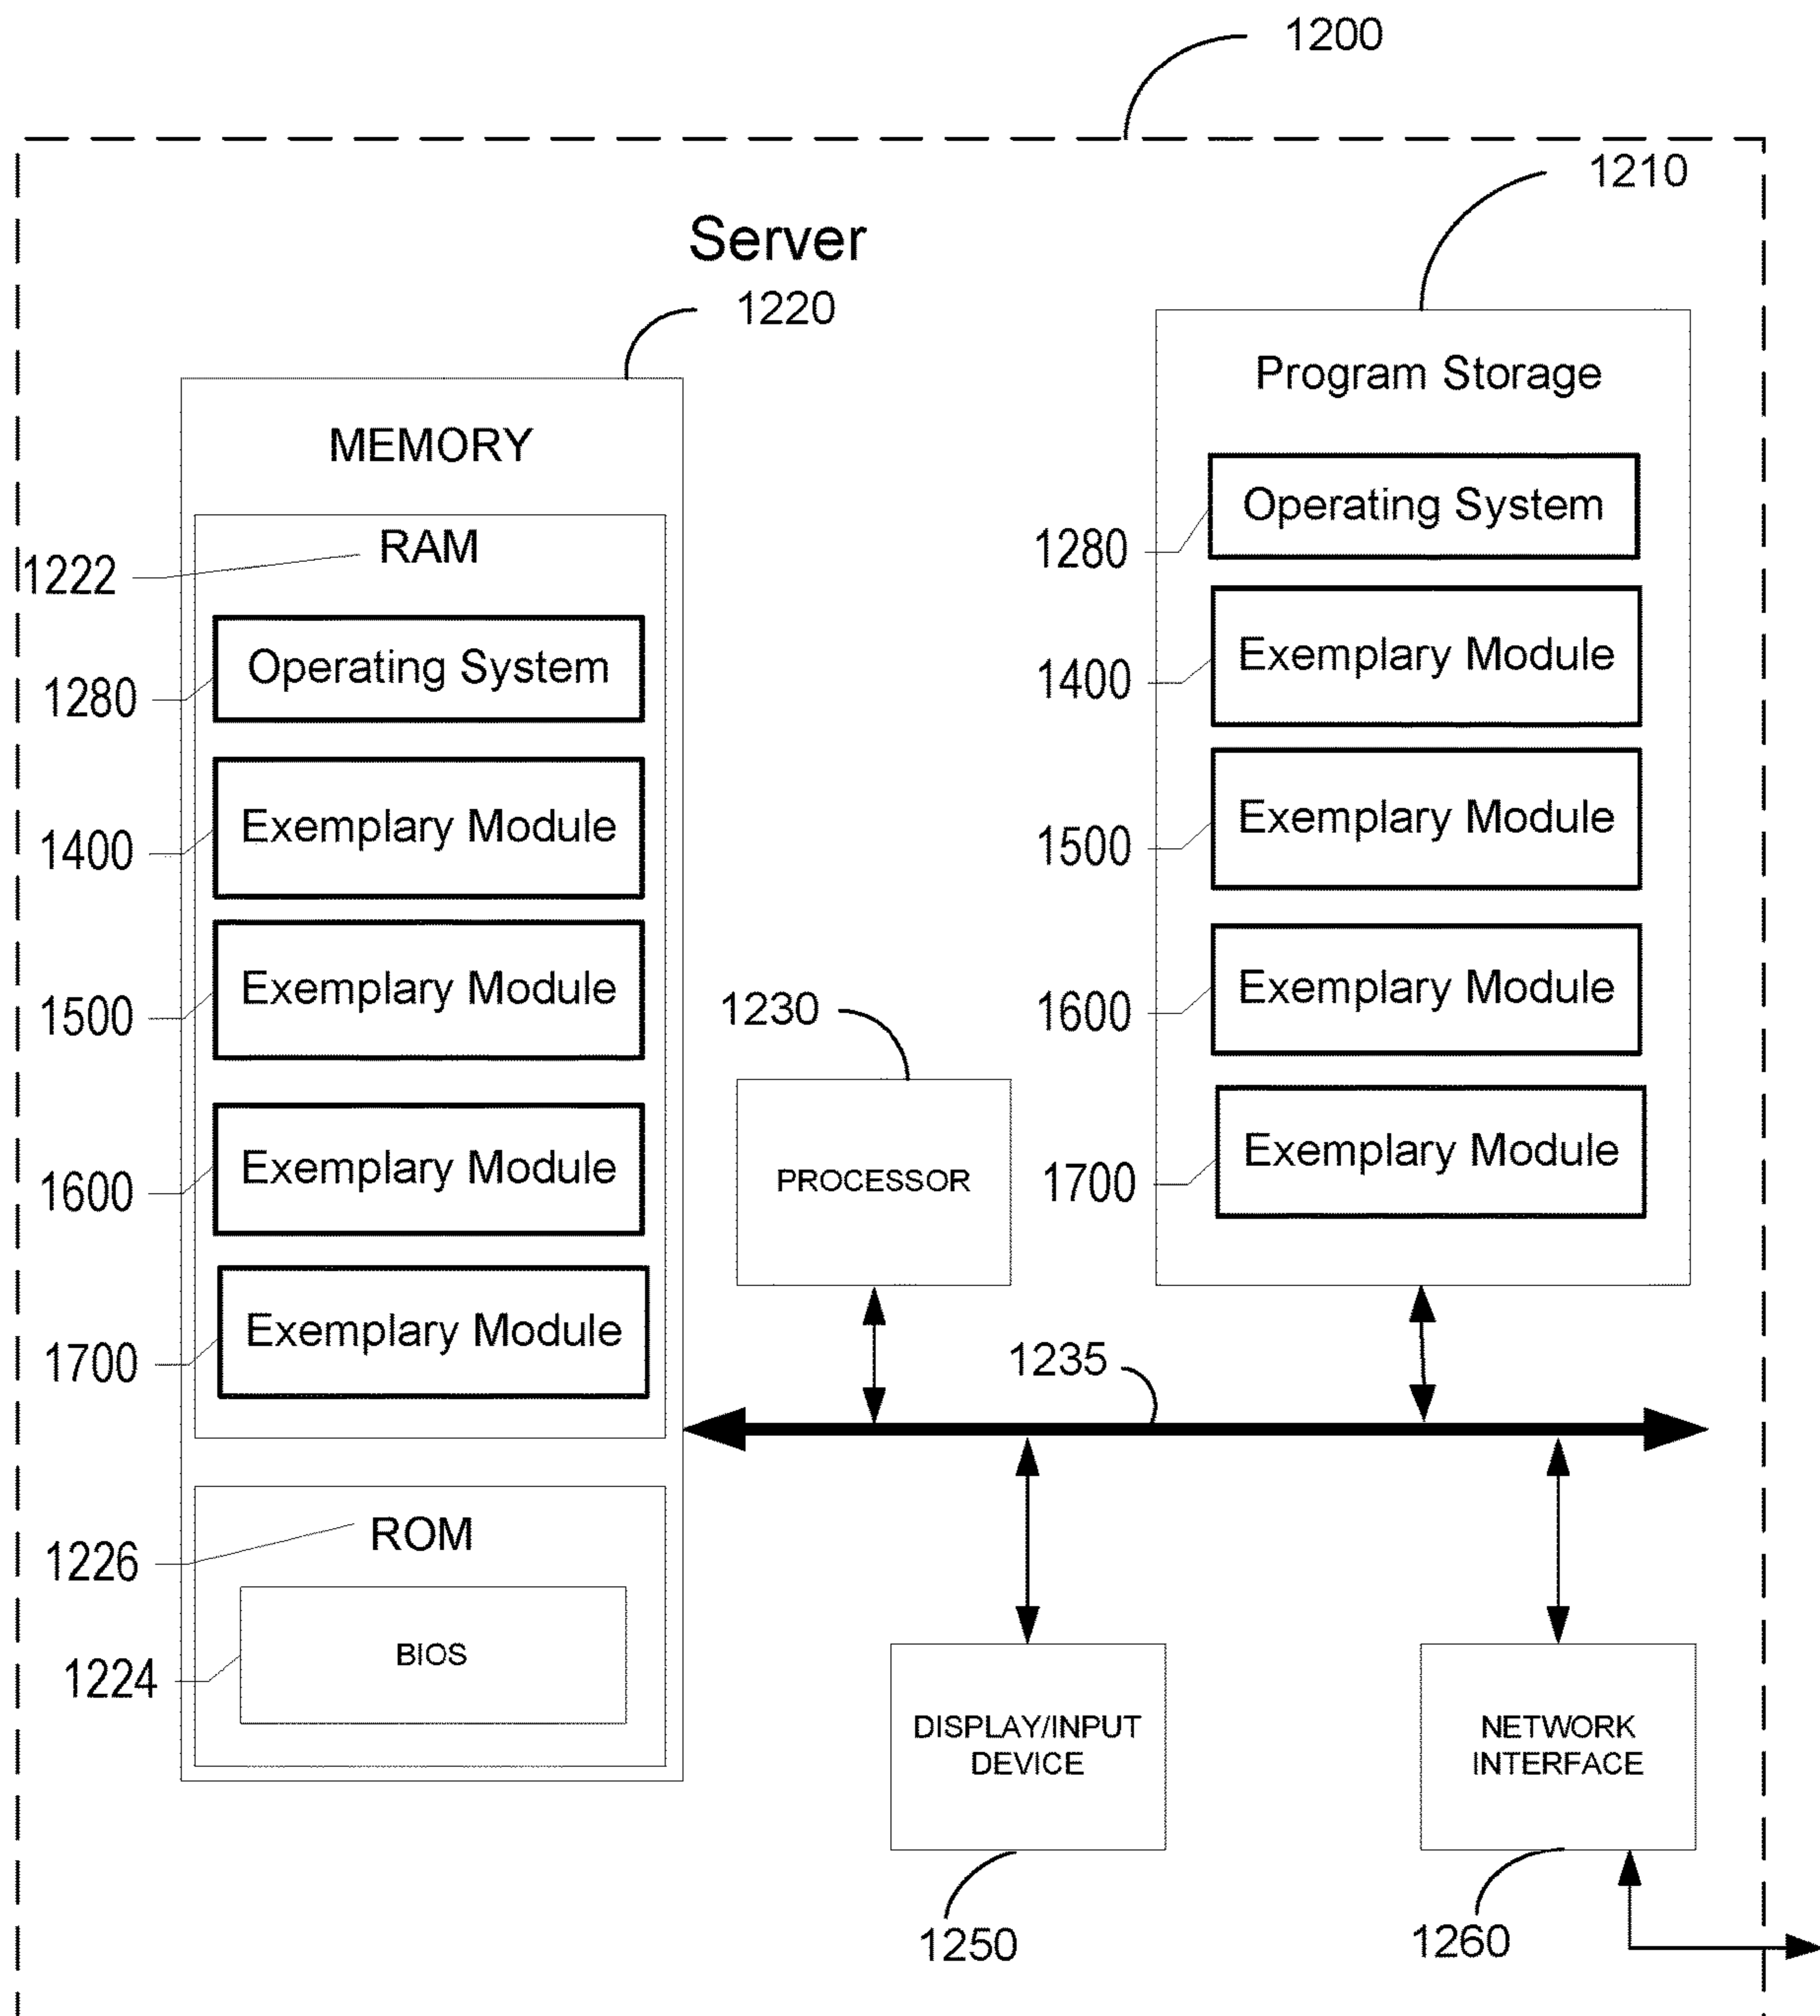 1200
1210
Server
1220
MEMORY
RAM
1222
Operating System
1280
Exemplary Module
1400
Exemplary Module
1500
Exemplary Module
1600
Exemplary Module
1700
ROM
1226
BIOS
1224
Program Storage
Operating System
1280
Exemplary Module
1400
Exemplary Module
1500
Exemplary Module
1600
Exemplary Module
1700
1230
PROCESSOR
1235
DISPLAY/INPUT
DEVICE
1250
NETWORK
INTERFACE
1260